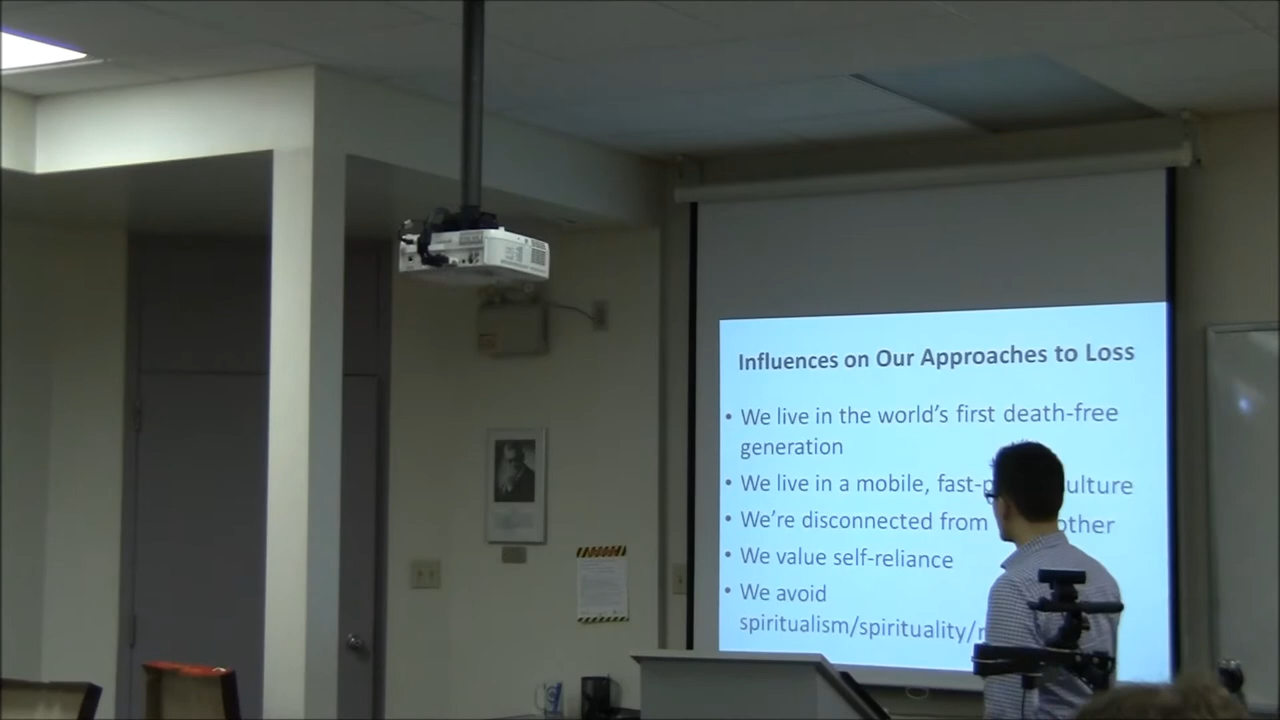 Influences on Our Approaches to Loss
• We live in the world's first death-free
generation
• We live in a mobile, fast-p ulture
• We're disconnected from other
• We value self-reliance
• We avoid
spiritualism/spirituality/